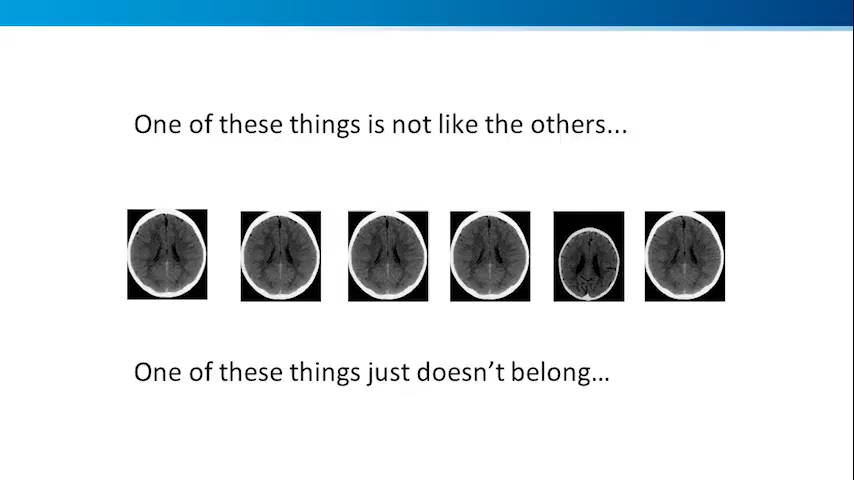 One of these things is not like the others...
One of these things just doesn’t belong…